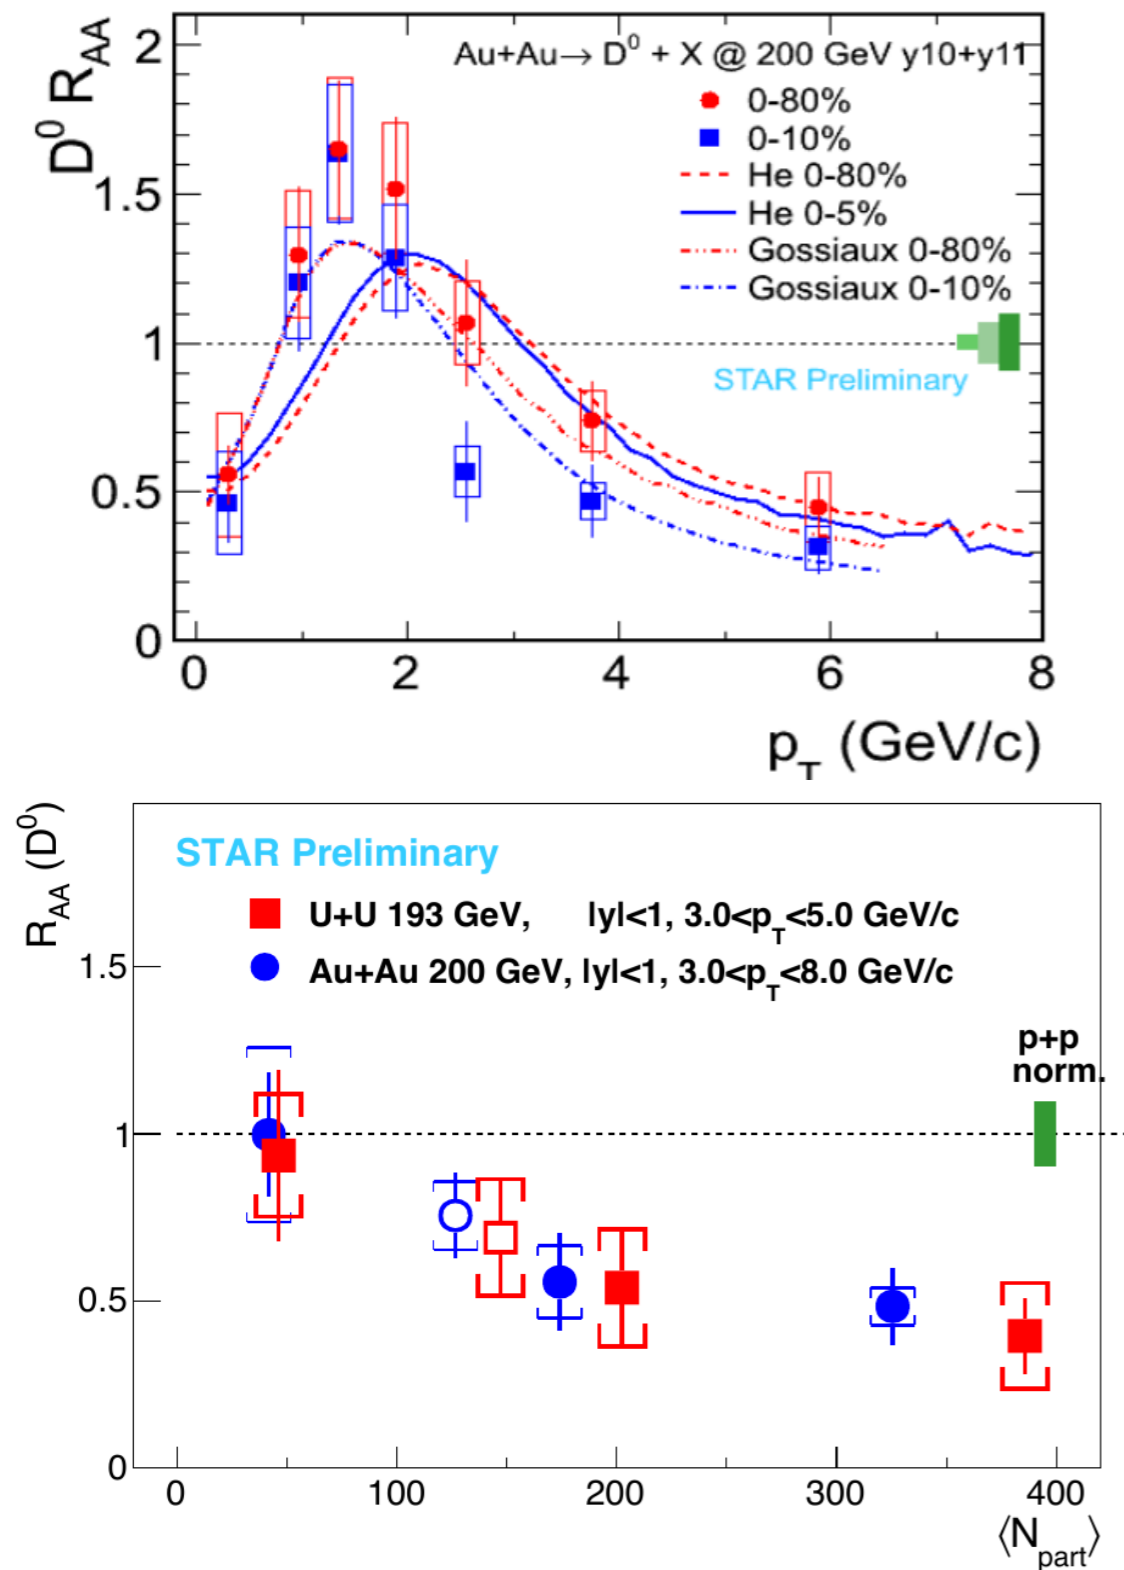 D⁰ R_AA
2
1.5
1
0.5
0
Au+Au→ D⁰ + X @ 200 GeV y10+y11
0-80%
0-10%
He 0-80%
He 0-5%
Gossiaux 0-80%
Gossiaux 0-10%
STAR Preliminary
0 2 4 6 8
p_T (GeV/c)
R_AA (D⁰)
STAR Preliminary
U+U 193 GeV, |y|<1, 3.0<p_T<5.0 GeV/c
Au+Au 200 GeV, |y|<1, 3.0<p_T<8.0 GeV/c
1.5
p+p
norm.
1
0.5
0
0 100 200 300 400
⟨N_part⟩